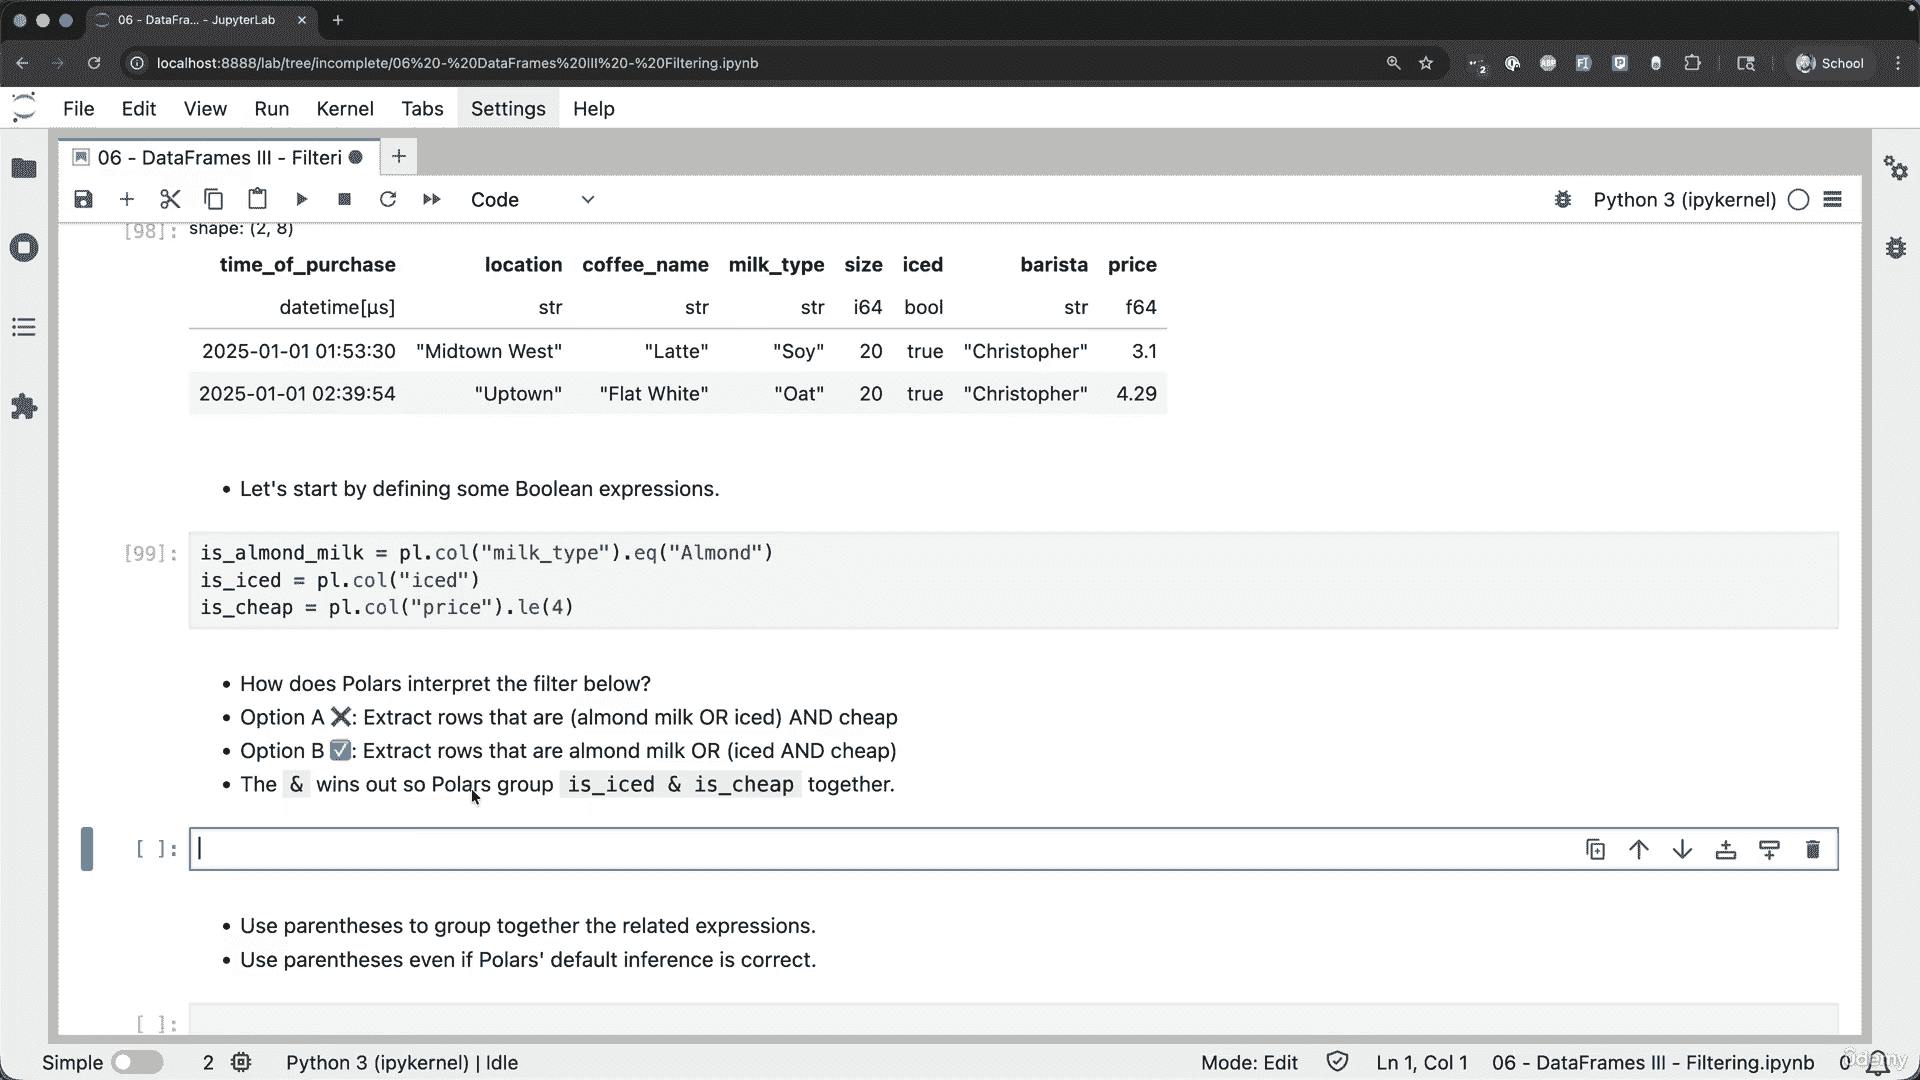 06 - DataFra... - JupyterLab
localhost:8888/lab/tree/incomplete/06%20-%20DataFrames%20III%20-%20Filtering.ipynb
2
School
File Edit View Run Kernel Tabs Settings Help
06 - DataFrames III - Filteri
Code
Python 3 (ipykernel)
[98]: shape: (2, 8)
time_of_purchase location coffee_name milk_type size iced barista price
datetime[μs] str str str i64 bool str f64
2025-01-01 01:53:30 "Midtown West" "Latte" "Soy" 20 true "Christopher" 3.1
2025-01-01 02:39:54 "Uptown" "Flat White" "Oat" 20 true "Christopher" 4.29
• Let's start by defining some Boolean expressions.
[99]: is_almond_milk = pl.col("milk_type").eq("Almond")
is_iced = pl.col("iced")
is_cheap = pl.col("price").le(4)
• How does Polars interpret the filter below?
• Option A ❌: Extract rows that are (almond milk OR iced) AND cheap
• Option B ☑: Extract rows that are almond milk OR (iced AND cheap)
• The & wins out so Polars group is_iced & is_cheap together.
[ ]:
• Use parentheses to group together the related expressions.
• Use parentheses even if Polars' default inference is correct.
[ ]:
Simple 2 Python 3 (ipykernel) | Idle Mode: Edit Ln 1, Col 1 06 - DataFrames III - Filtering.ipynb 0